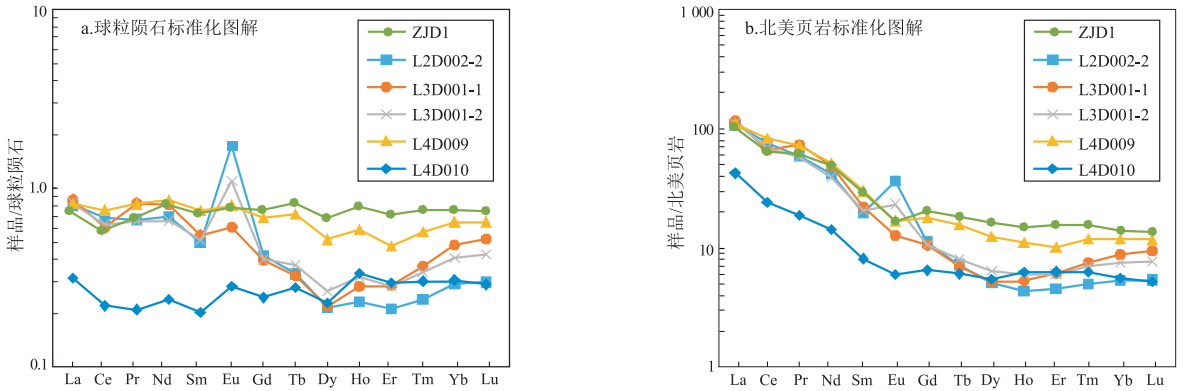 a.球粒陨石标准化图解
10
1.0
0.1
样品/球粒陨石
ZJD1
L2D002-2
L3D001-1
L3D001-2
L4D009
L4D010
La Ce Pr Nd Sm Eu Gd Tb Dy Ho Er Tm Yb Lu
b.北美页岩标准化图解
1 000
100
10
1
样品/北美页岩
ZJD1
L2D002-2
L3D001-1
L3D001-2
L4D009
L4D010
La Ce Pr Nd Sm Eu Gd Tb Dy Ho Er Tm Yb Lu